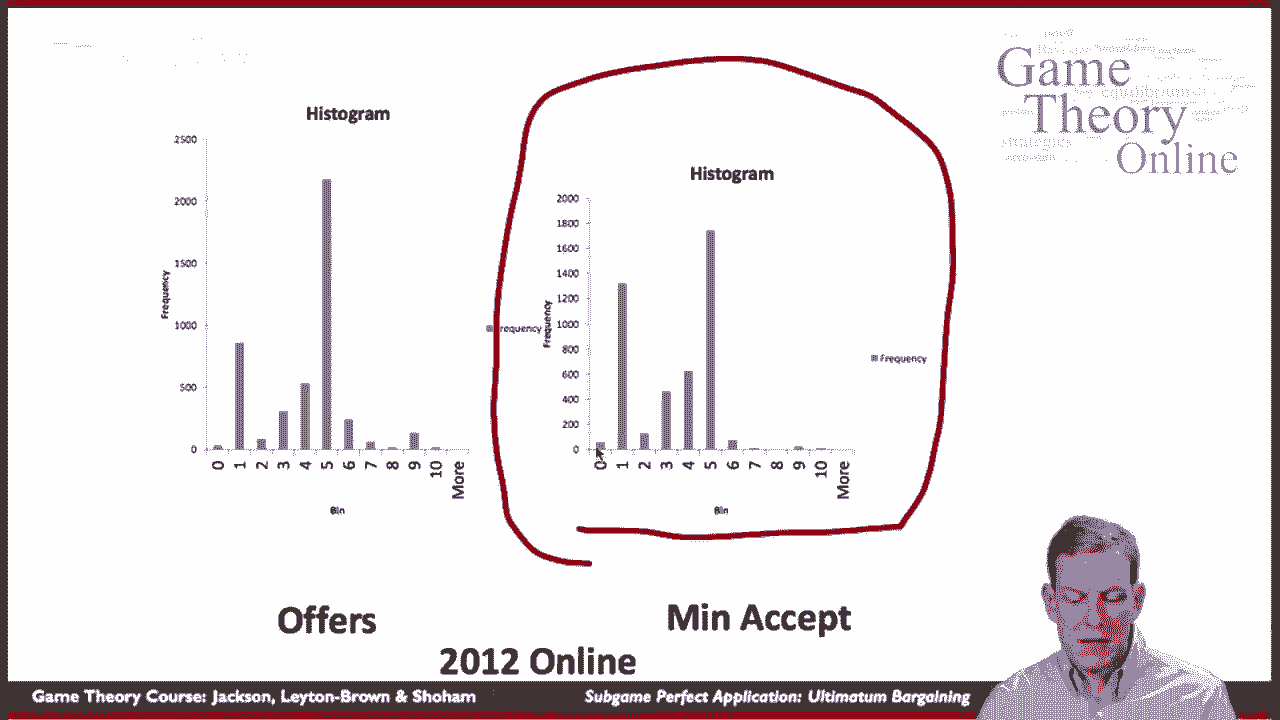 Game
Theory
Online
strategies
Histogram
2500
2000
1500
1000
500
0
Frequency
0 1 2 3 4 5 6 7 8 9 10 More
Bin
Frequency
Histogram
2000
1800
1600
1400
1200
1000
800
600
400
200
0
Frequency
0 1 2 3 4 5 6 7 8 9 10 More
Bin
Frequency
Offers
Min Accept
2012 Online
Game Theory Course: Jackson, Leyton-Brown & Shoham
Subgame Perfect Application: Ultimatum Bargaining